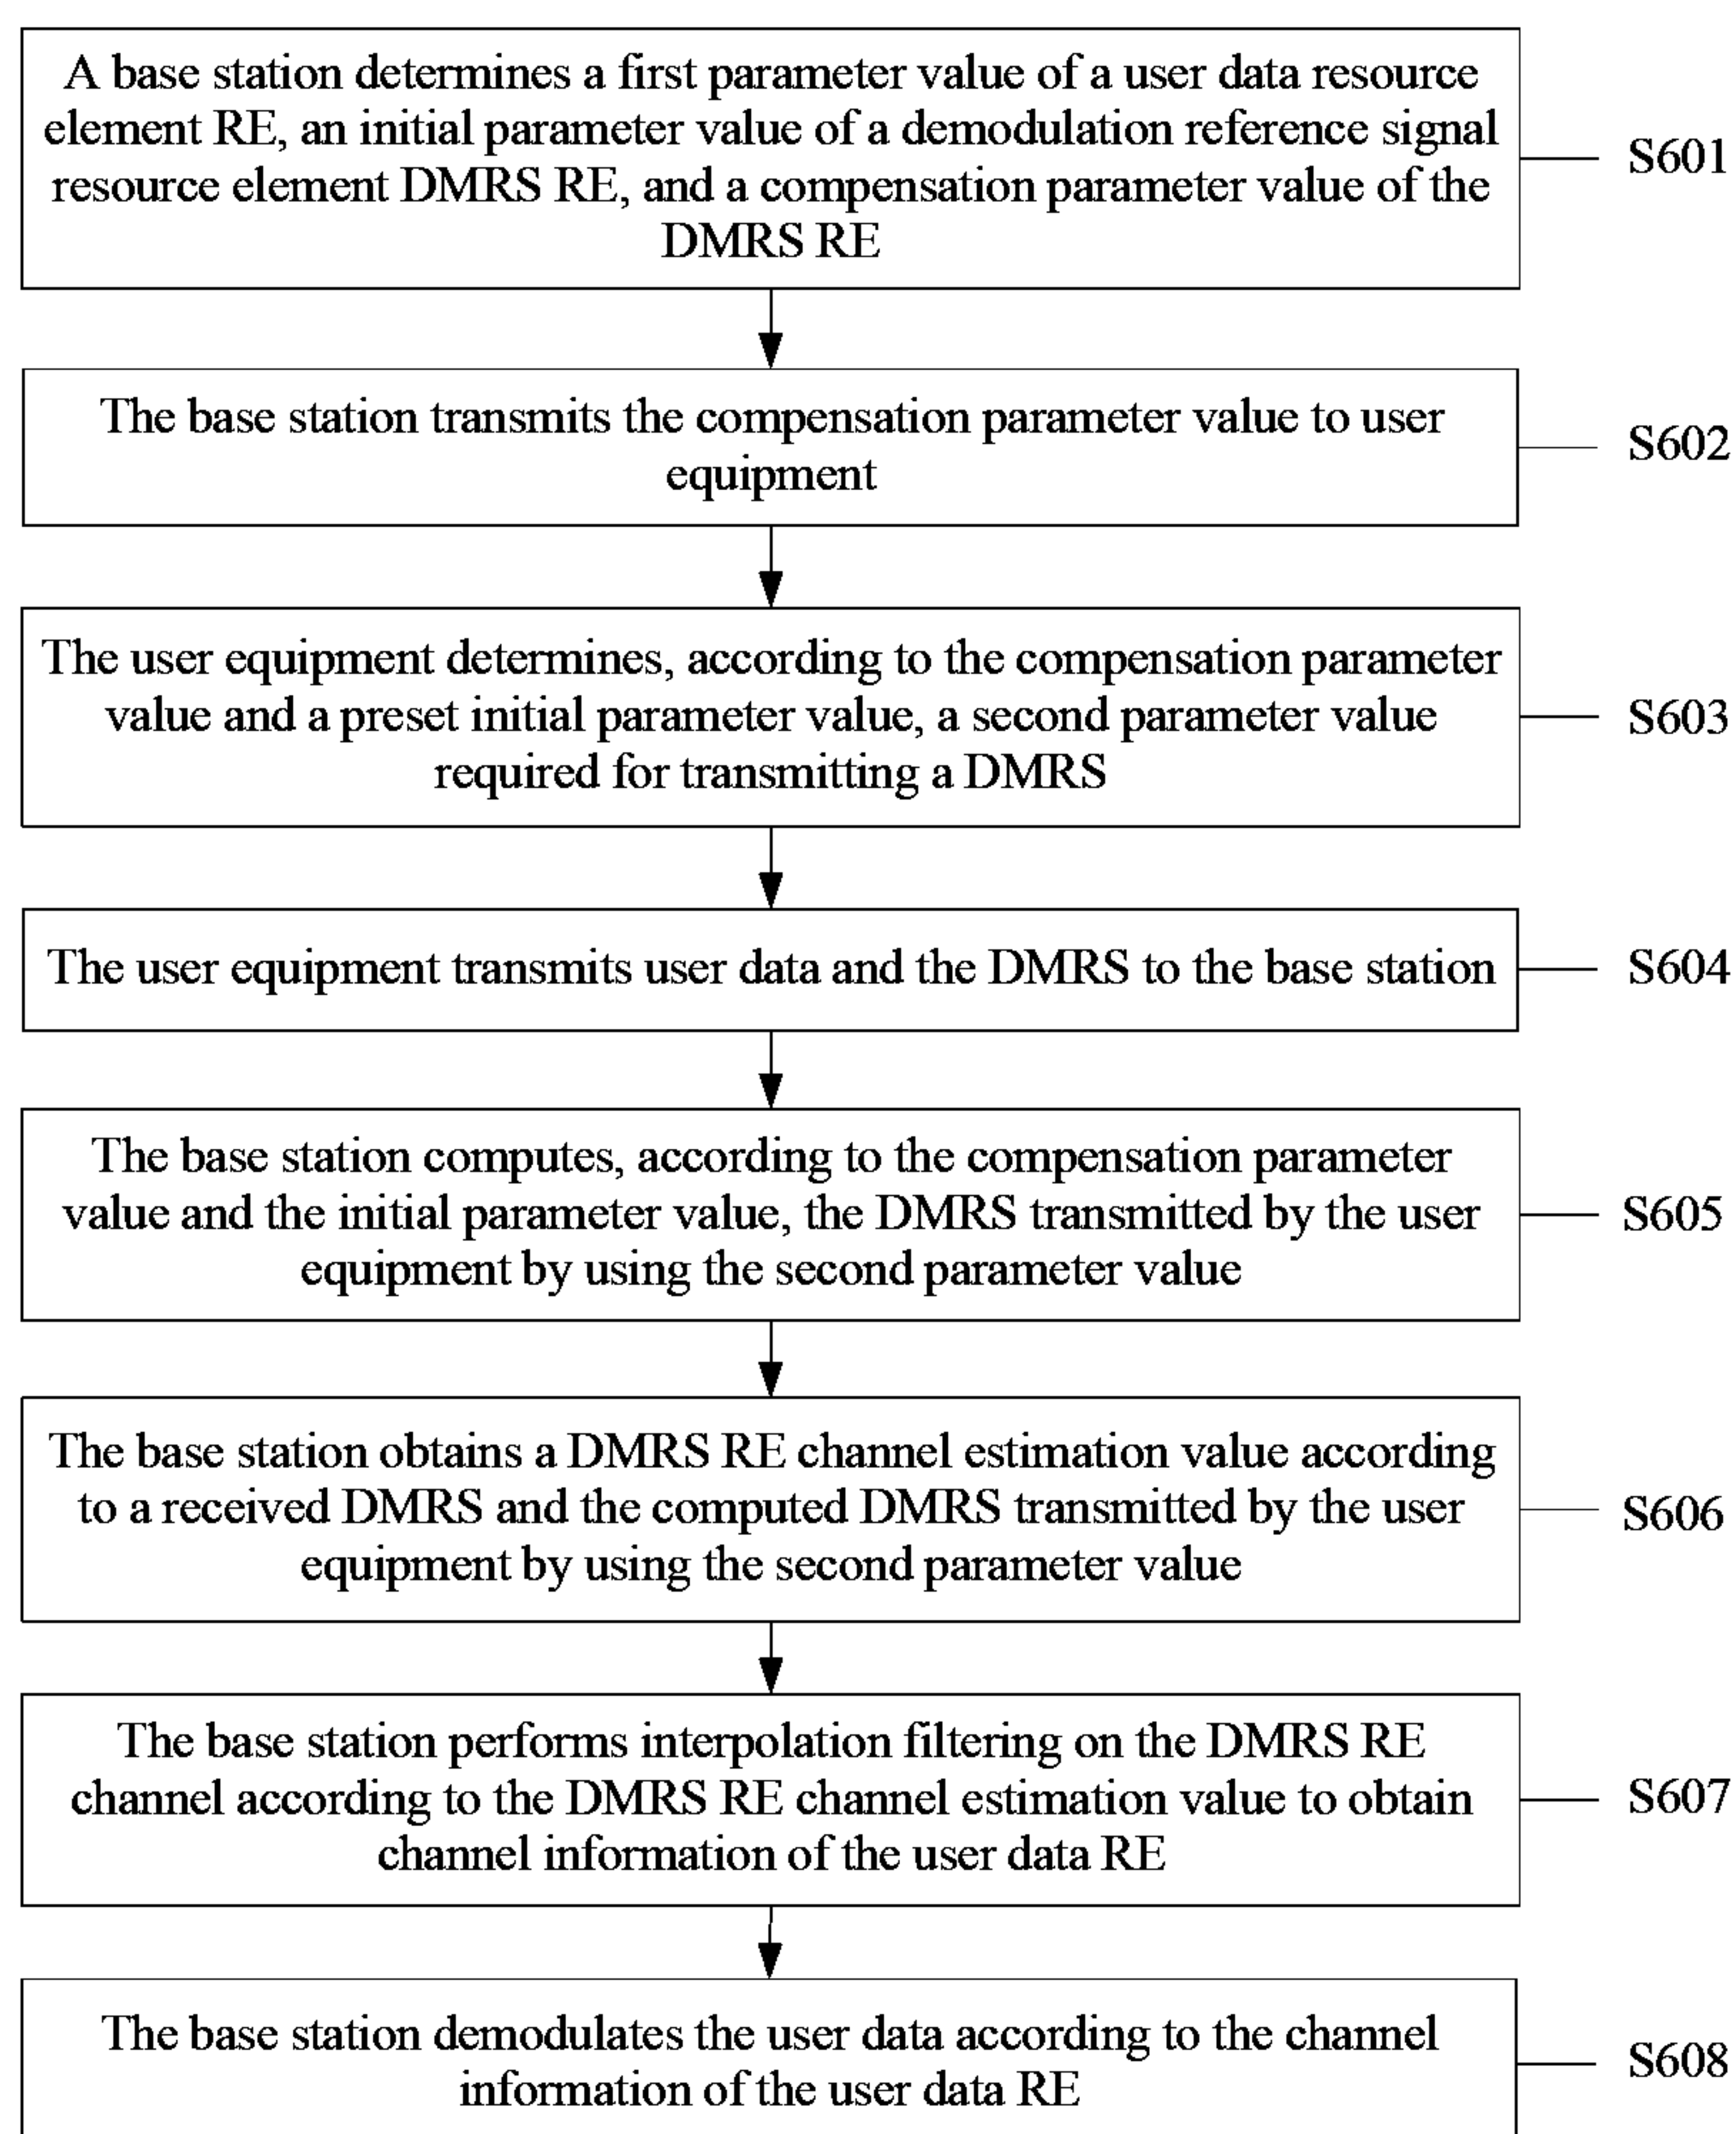 A base station determines a first parameter value of a user data resource
element RE, an initial parameter value of a demodulation reference signal
resource element DMRS RE, and a compensation parameter value of the
DMRS RE
S601
The base station transmits the compensation parameter value to user
equipment
S602
The user equipment determines, according to the compensation parameter
value and a preset initial parameter value, a second parameter value
required for transmitting a DMRS
S603
The user equipment transmits user data and the DMRS to the base station
S604
The base station computes, according to the compensation parameter
value and the initial parameter value, the DMRS transmitted by the user
equipment by using the second parameter value
S605
The base station obtains a DMRS RE channel estimation value according
to a received DMRS and the computed DMRS transmitted by the user
equipment by using the second parameter value
S606
The base station performs interpolation filtering on the DMRS RE
channel according to the DMRS RE channel estimation value to obtain
channel information of the user data RE
S607
The base station demodulates the user data according to the channel
information of the user data RE
S608